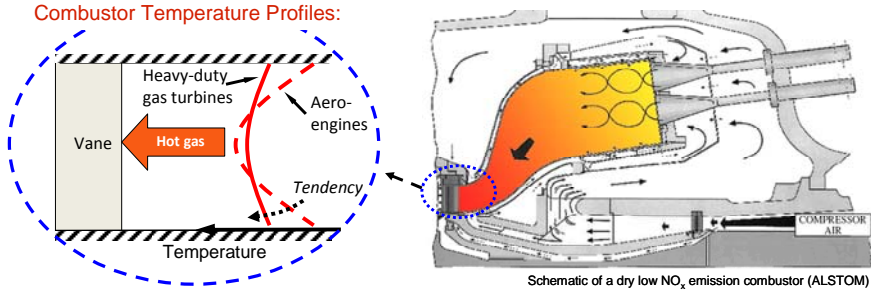 Combustor Temperature Profiles:
Heavy-duty
gas turbines
Aero-
engines
Vane
Hot gas
Tendency
Temperature
COMPRESSOR
AIR
Schematic of a dry low NOx emission combustor (ALSTOM)